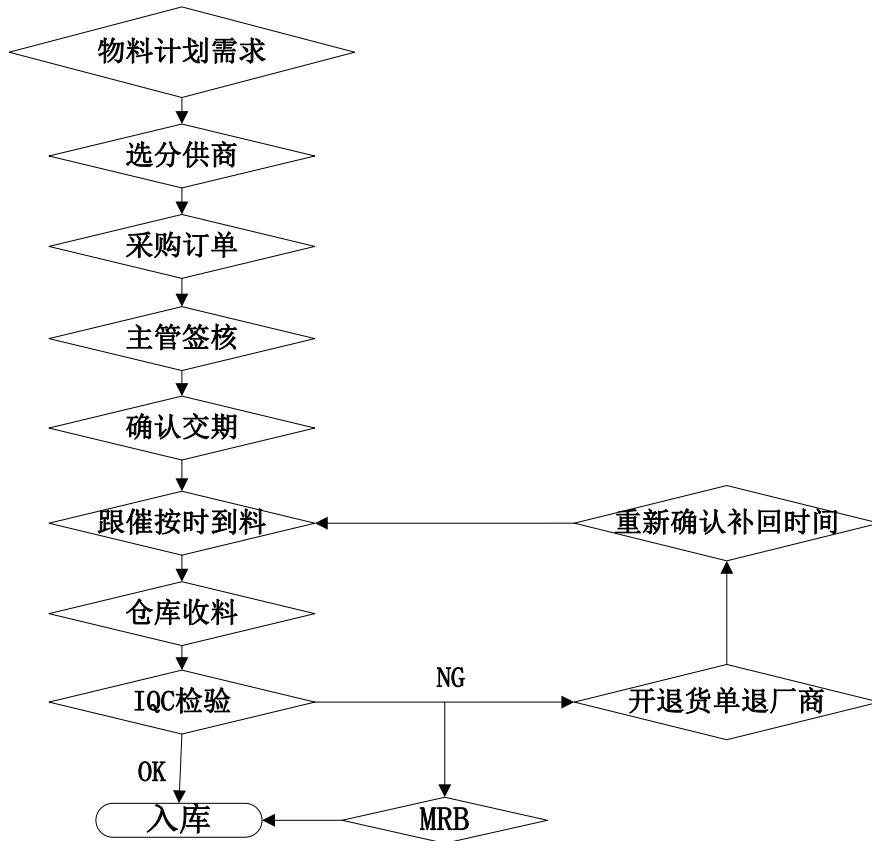 物料计划需求
选分供商
采购订单
主管签核
确认交期
跟催按时到料
重新确认补回时间
仓库收料
NG
IQC检验
开退货单退厂商
OK
入库
MRB